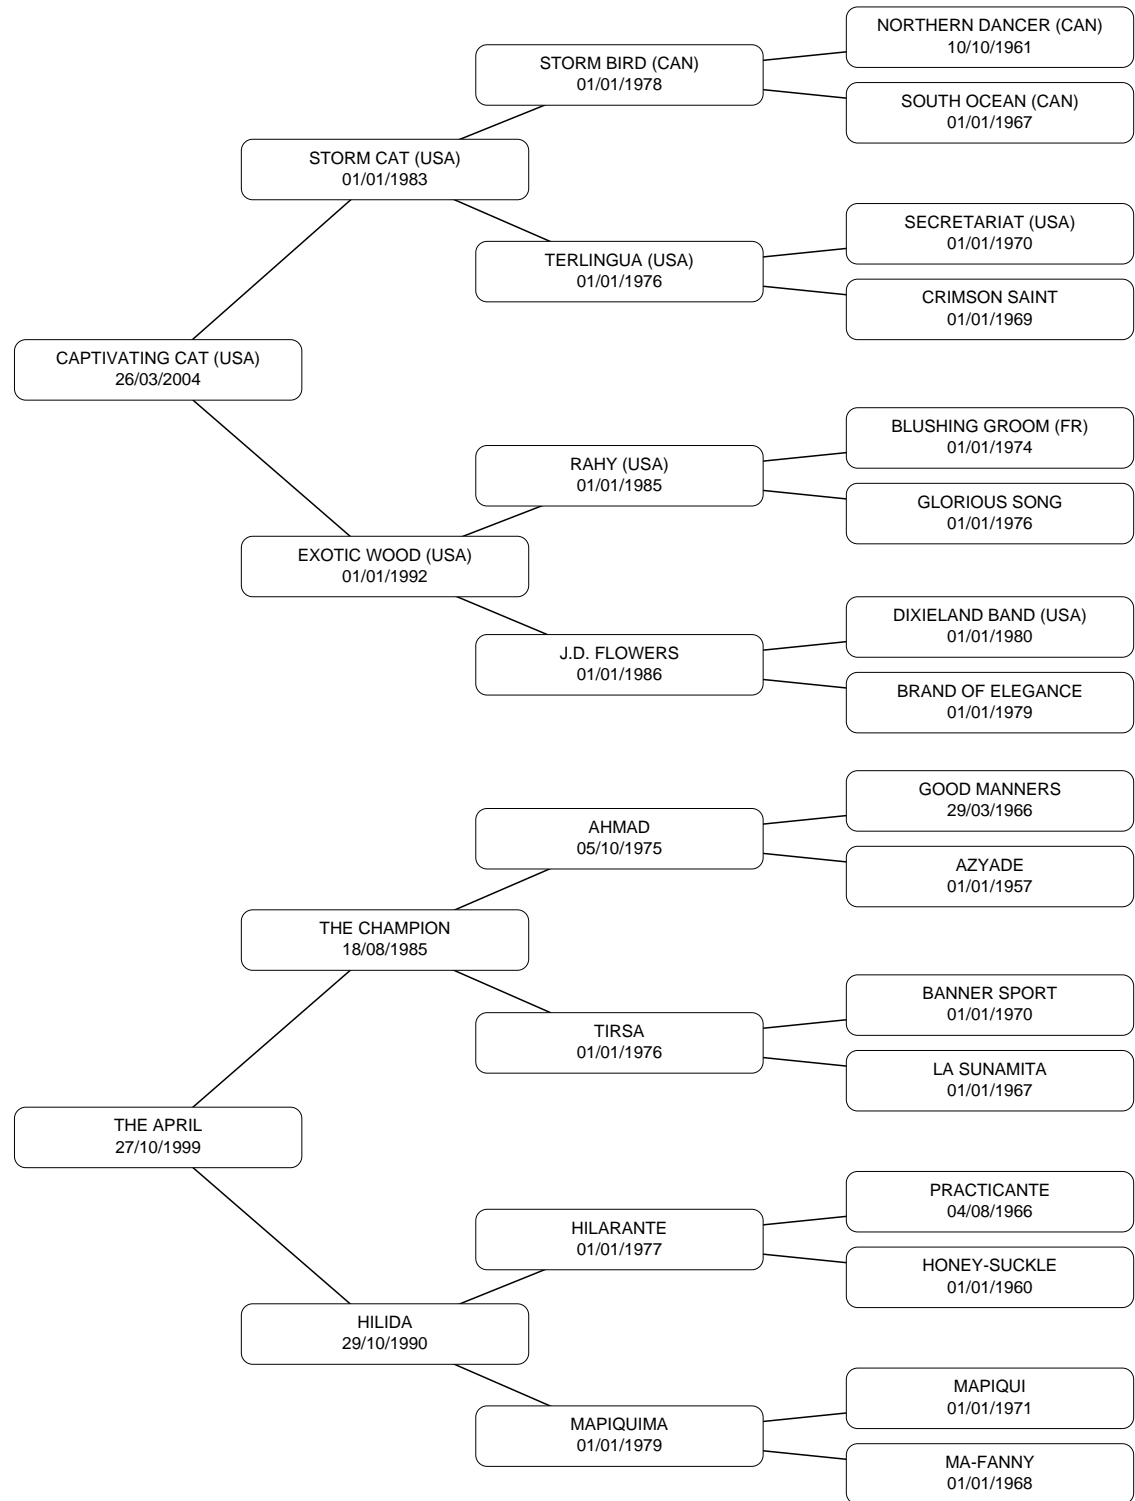 NORTHERN DANCER (CAN)
10/10/1961
STORM BIRD (CAN)
01/01/1978
SOUTH OCEAN (CAN)
01/01/1967
STORM CAT (USA)
01/01/1983
SECRETARIAT (USA)
01/01/1970
TERLINGUA (USA)
01/01/1976
CRIMSON SAINT
01/01/1969
CAPTIVATING CAT (USA)
26/03/2004
BLUSHING GROOM (FR)
01/01/1974
RAHY (USA)
01/01/1985
GLORIOUS SONG
01/01/1976
EXOTIC WOOD (USA)
01/01/1992
DIXIELAND BAND (USA)
01/01/1980
J.D. FLOWERS
01/01/1986
BRAND OF ELEGANCE
01/01/1979
GOOD MANNERS
29/03/1966
AHMAD
05/10/1975
AZYADE
01/01/1957
THE CHAMPION
18/08/1985
BANNER SPORT
01/01/1970
TIRSA
01/01/1976
LA SUNAMITA
01/01/1967
THE APRIL
27/10/1999
PRACTICANTE
04/08/1966
HILARANTE
01/01/1977
HONEY-SUCKLE
01/01/1960
HILIDA
29/10/1990
MAPIQUI
01/01/1971
MAPIQUIMA
01/01/1979
MA-FANNY
01/01/1968